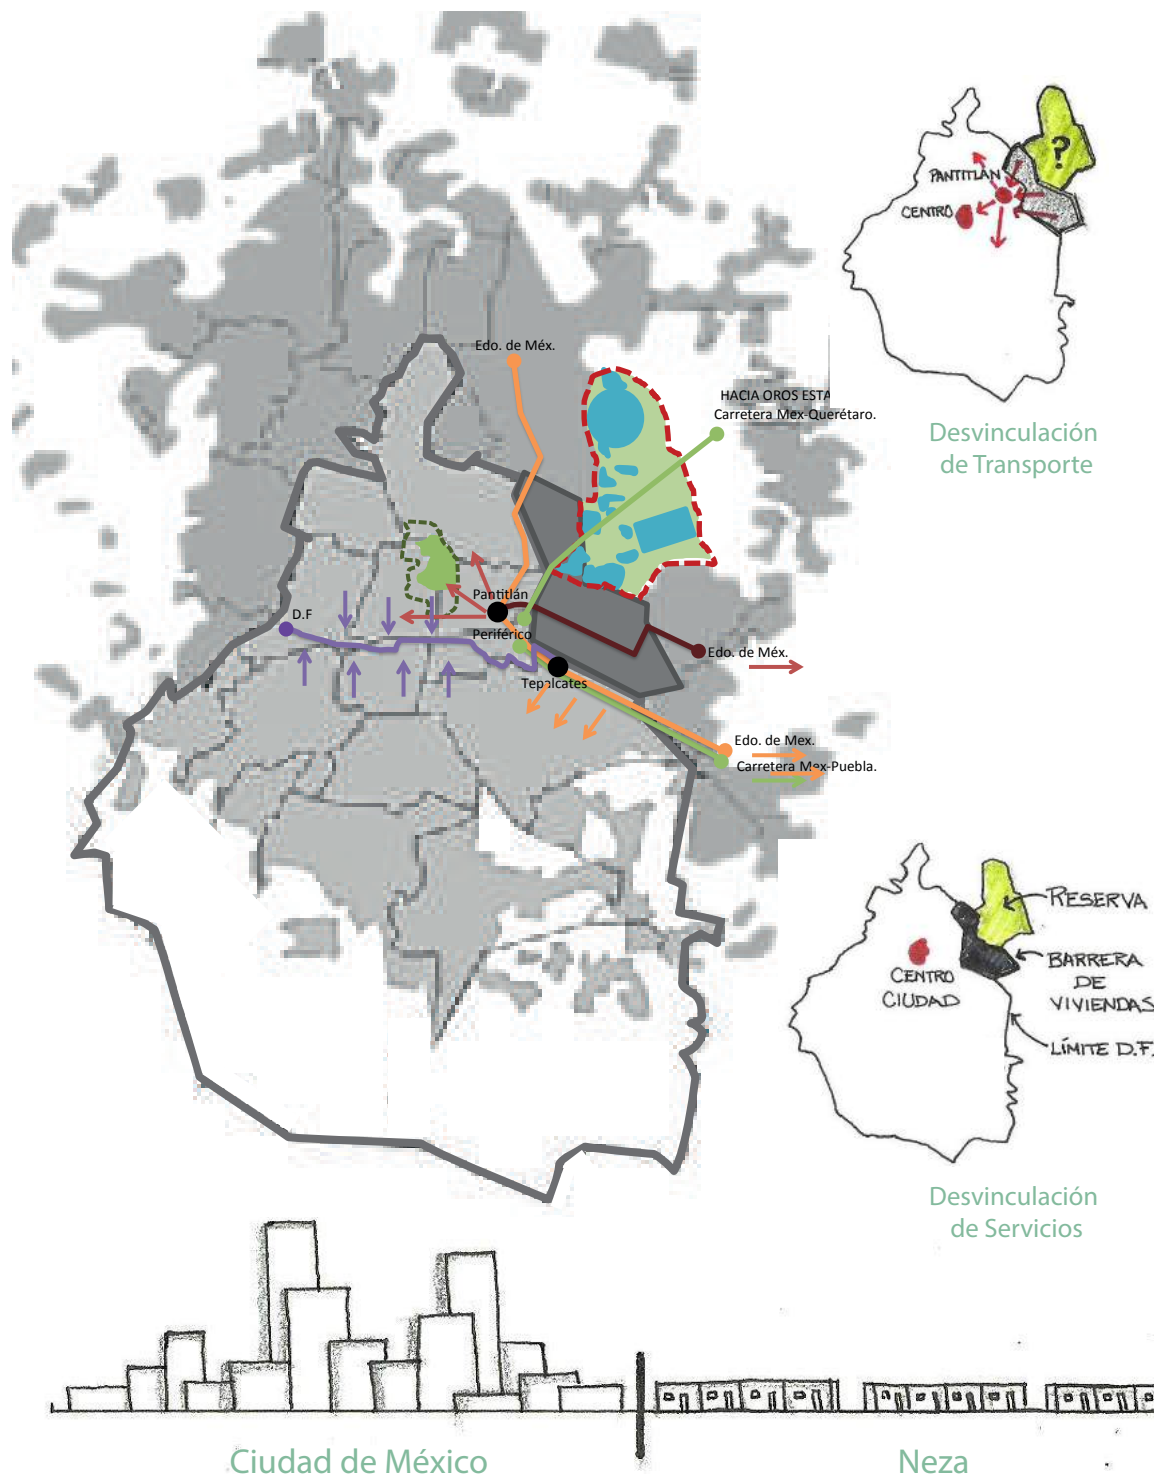 PANTITLÁN
CENTRO
?
Desvinculación
de Transporte
Edo. de Méx.
HACIA OROS ESTA
Carretera Mex-Querétaro.
Pantitlán
D.F
Periférico
Edo. de Méx.
Tepalcates
Edo. de Mex.
Carretera Mex-Puebla.
RESERVA
CENTRO
CIUDAD
BARRERA
DE
VIVIENDAS
LÍMITE D.F.
Desvinculación
de Servicios
Ciudad de México
Neza